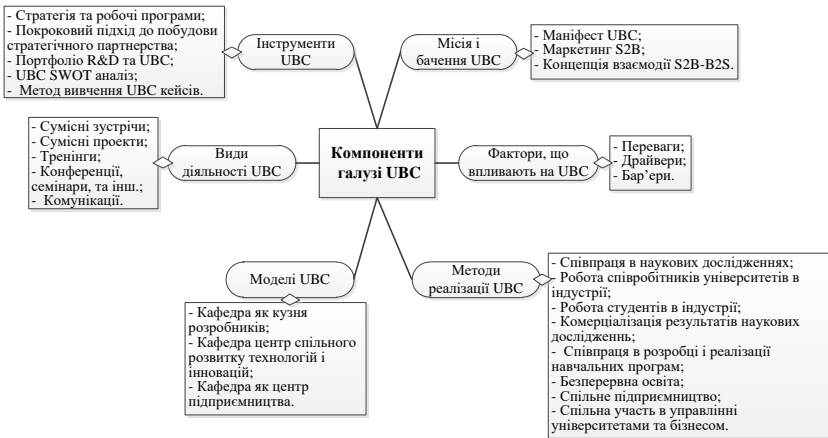 - Стратегія та робочі програми;
- Покроковий підхід до побудови
стратегічного партнерства;
- Портфоліо R&D та UBC;
- UBC SWOT аналіз;
-  Метод вивчення UBC кейсів.
Інструменти
UBC
Місія і
бачення UBC
- Маніфест UBC;
- Маркетинг S2B;
- Концепція взаємодії S2B-B2S.
- Сумісні зустрічи;
- Сумісні проекти;
- Тренінги;
- Конференції,
семінари, та інш.;
-  Комунікації.
Види
діяльності UBC
Компоненти
галузі UBC
Фактори, що
впливають на UBC
- Переваги;
- Драйвери;
- Бар’ери.
Моделі UBC
- Кафедра як кузня
розробників;
- Кафедра центр спільного
розвитку технологій і
інновацій;
- Кафедра як центр
підприємництва.
Методи
реалізації UBC
- Співпраця в наукових дослідженнях;
- Робота співробітників університетів в
індустрії;
- Робота студентів в індустрії;
- Комерціалізація результатів наукових
дослідженнь;
-  Співпраця в розробці і реалізації
навчальних програм;
- Безперервна освіта;
- Спільне підприємництво;
- Спільна участь в управлінні
університетами та бізнесом.